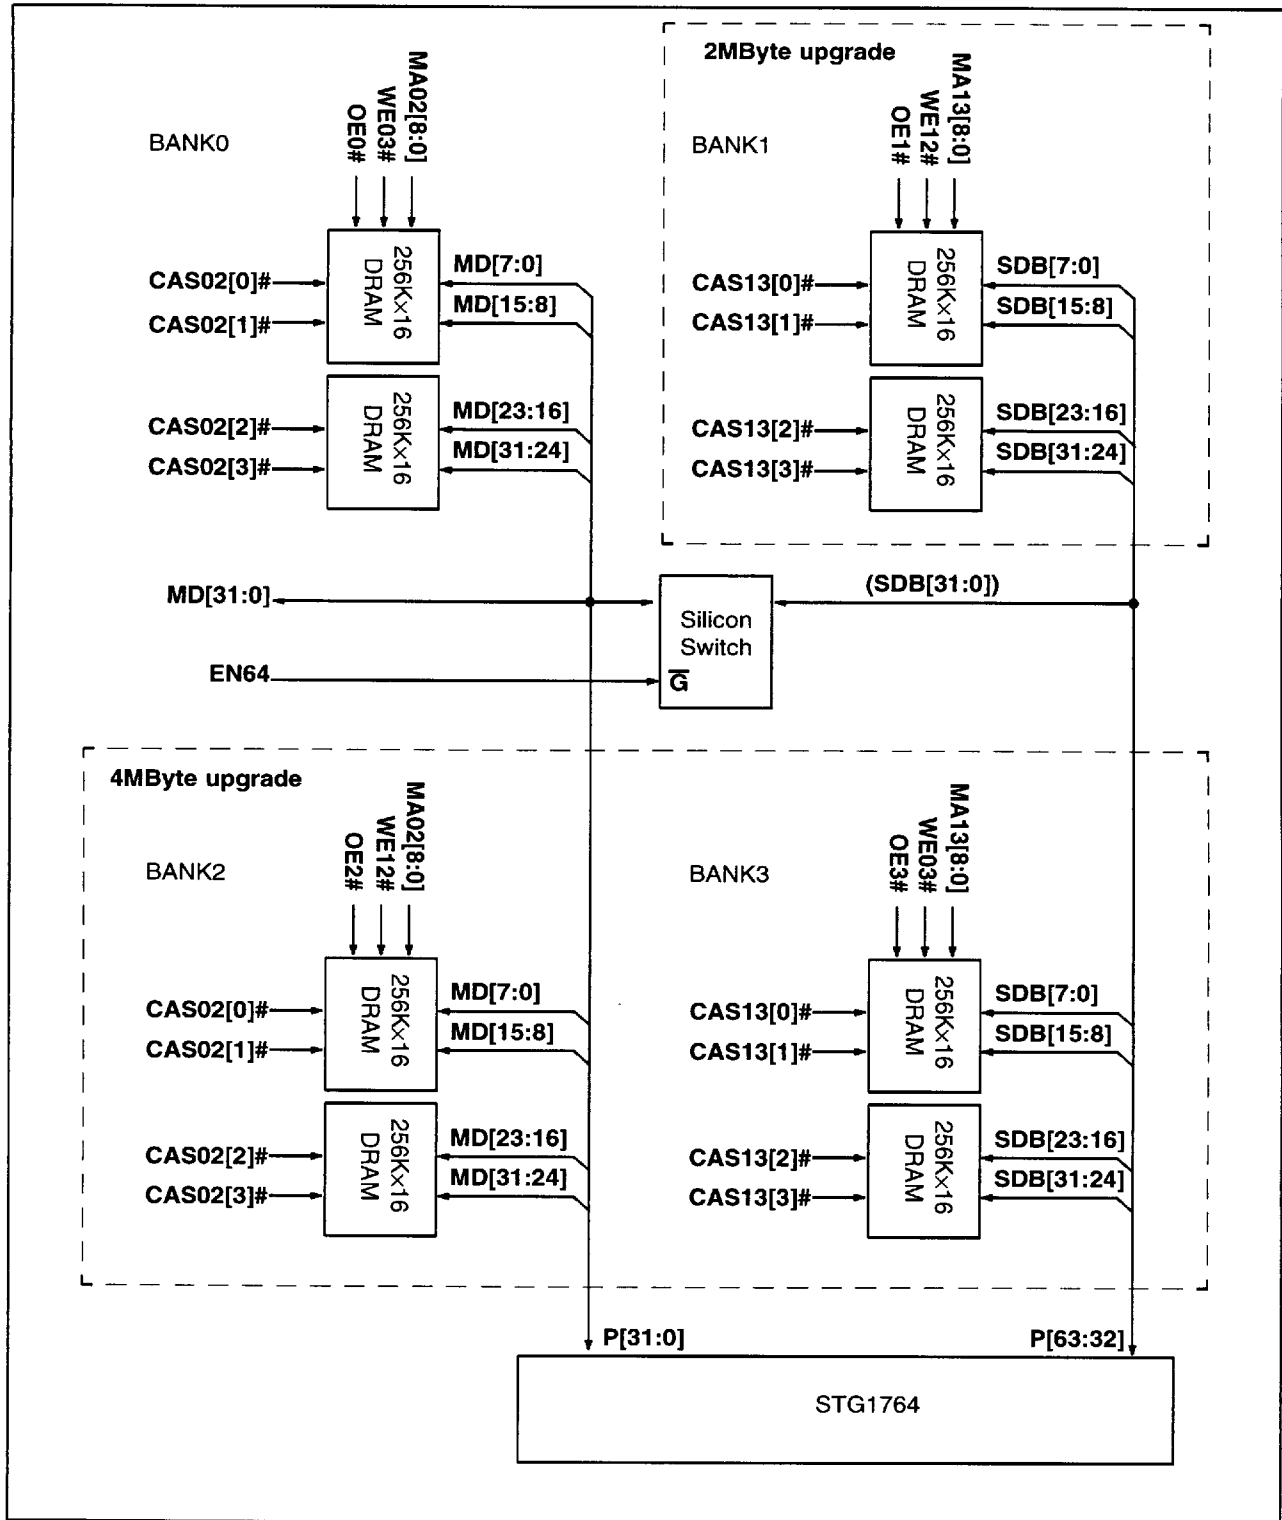 2MByte upgrade
BANK0
OE0#
WE03#
MA02[8:0]
BANK1
OE1#
WE12#
MA13[8:0]
CAS02[0]#
CAS02[1]#
256Kx16
DRAM
MD[7:0]
MD[15:8]
CAS13[0]#
CAS13[1]#
256Kx16
DRAM
SDB[7:0]
SDB[15:8]
CAS02[2]#
CAS02[3]#
256Kx16
DRAM
MD[23:16]
MD[31:24]
CAS13[2]#
CAS13[3]#
256Kx16
DRAM
SDB[23:16]
SDB[31:24]
MD[31:0]
Silicon
Switch
G̅
(SDB[31:0])
EN64
4MByte upgrade
BANK2
OE2#
WE12#
MA02[8:0]
BANK3
OE3#
WE03#
MA13[8:0]
CAS02[0]#
CAS02[1]#
256Kx16
DRAM
MD[7:0]
MD[15:8]
CAS13[0]#
CAS13[1]#
256Kx16
DRAM
SDB[7:0]
SDB[15:8]
CAS02[2]#
CAS02[3]#
256Kx16
DRAM
MD[23:16]
MD[31:24]
CAS13[2]#
CAS13[3]#
256Kx16
DRAM
SDB[23:16]
SDB[31:24]
P[31:0]
P[63:32]
STG1764